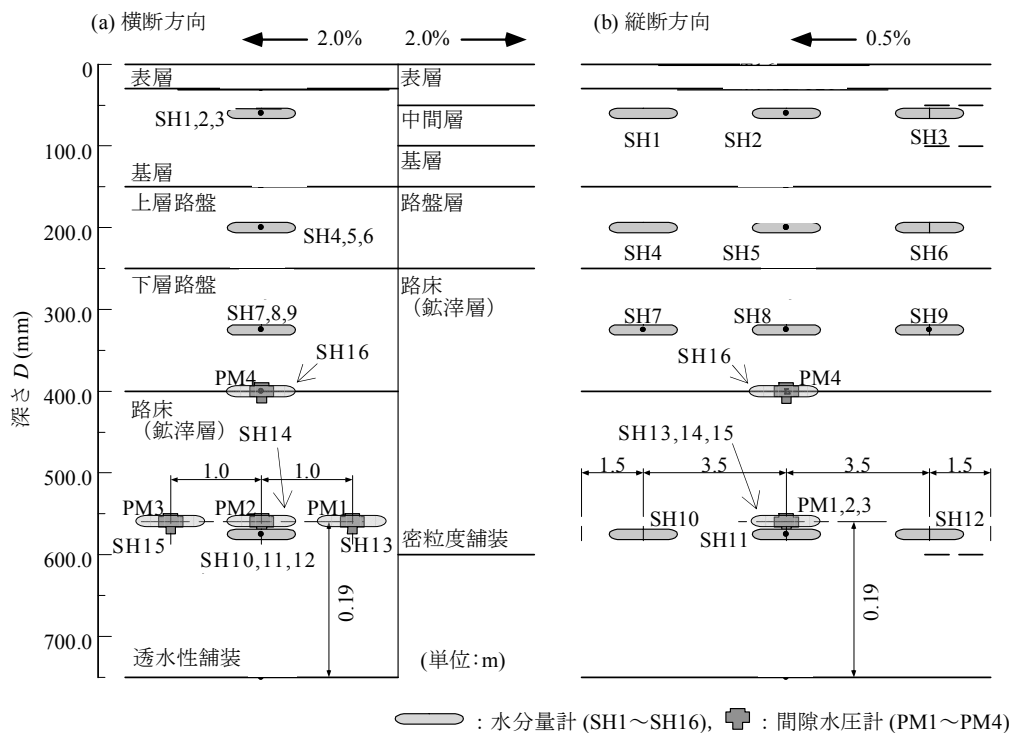 (a) 横断方向
2.0%
2.0%
(b) 縦断方向
0.5%
深さ D (mm)
0
100.0
200.0
300.0
400.0
500.0
600.0
700.0
表層
SH1,2,3
基層
上層路盤
SH4,5,6
下層路盤
SH7,8,9
SH16
PM4
路床
（鉱滓層）
SH14
1.0
1.0
PM3
PM2
PM1
SH15
SH13
SH10,11,12
0.19
透水性舗装
表層
中間層
基層
路盤層
路床
（鉱滓層）
密粒度舗装
(単位：m)
SH1
SH2
SH3
SH4
SH5
SH6
SH7
SH8
SH9
SH16
PM4
SH13,14,15
1.5
3.5
3.5
1.5
PM1,2,3
SH10
SH11
SH12
0.19
：水分量計 (SH1～SH16), ：間隙水圧計 (PM1～PM4)